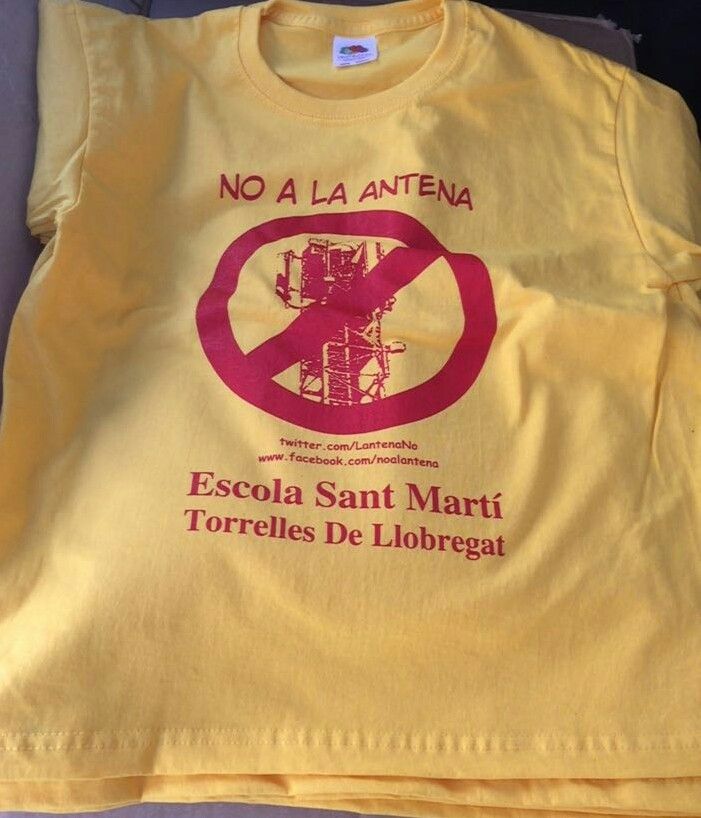 NO A LA ANTENA
twitter.com/LantenaNo
www.facebook.com/noalantena
Escola Sant Martí
Torrelles De Llobregat